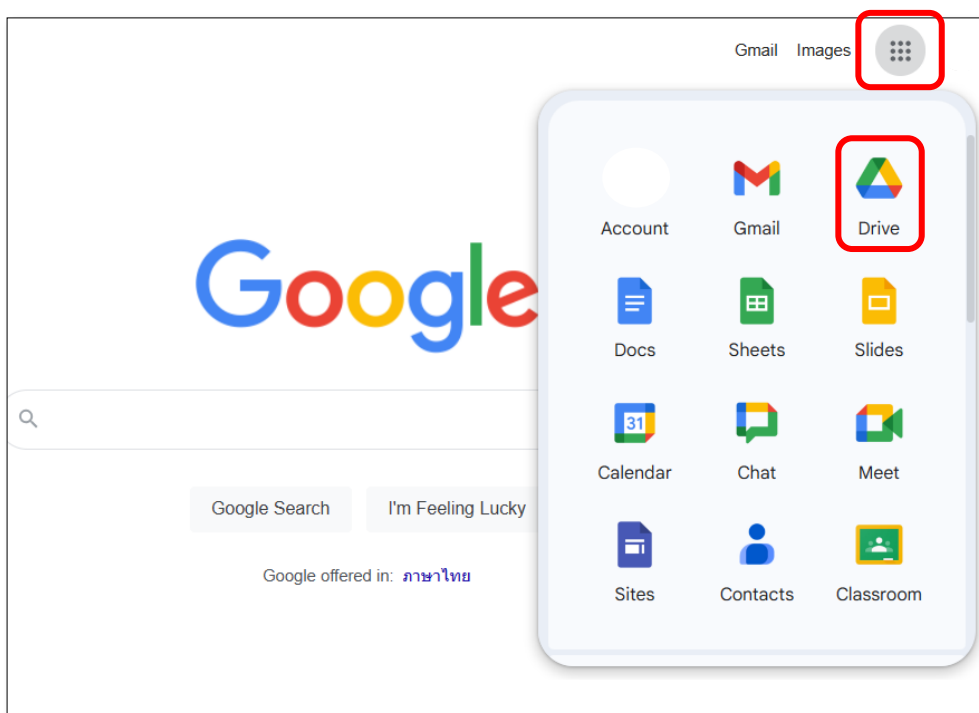 Gmail Images
Account Gmail Drive
Google
Docs Sheets Slides
31
Calendar Chat Meet
Google Search I'm Feeling Lucky
Sites Contacts Classroom
Google offered in: ภาษาไทย